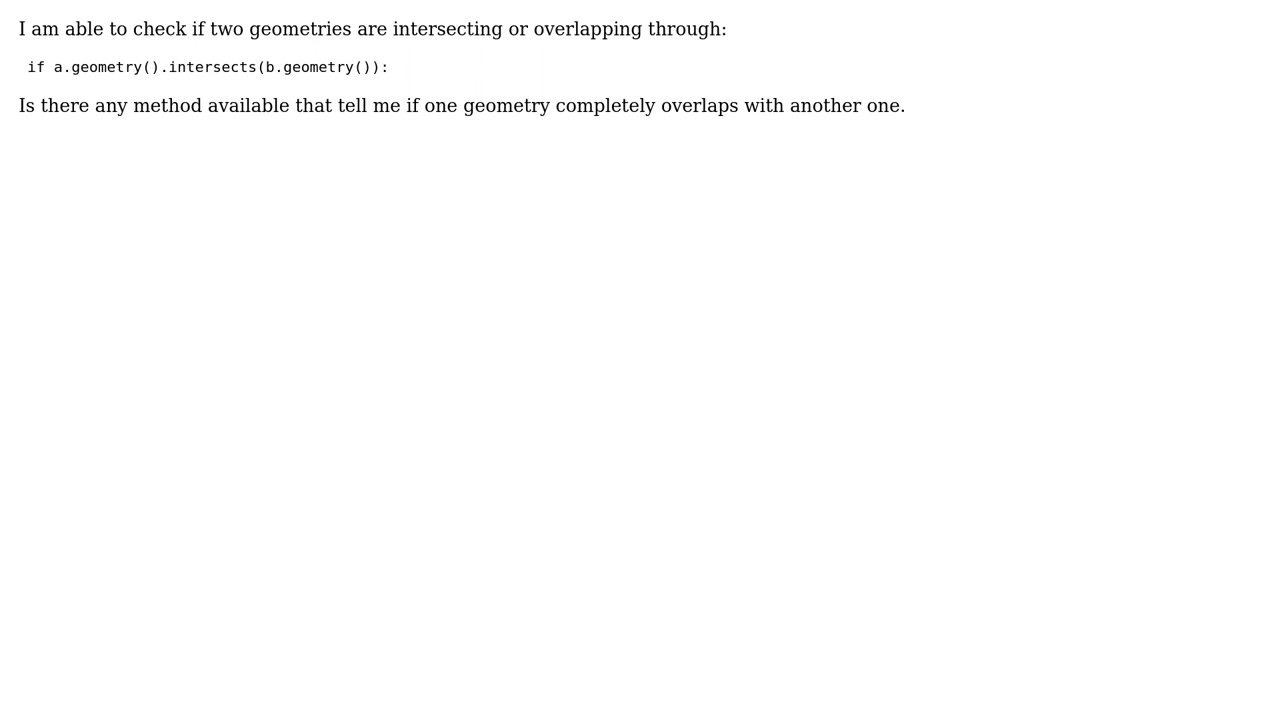 I am able to check if two geometries are intersecting or overlapping through:
if a.geometry().intersects(b.geometry()):
Is there any method available that tell me if one geometry completely overlaps with another one.